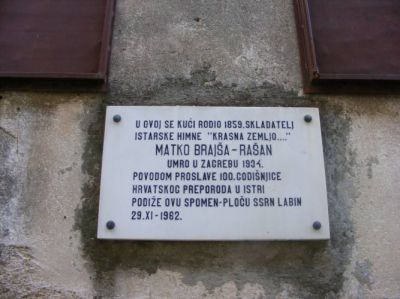 U OVOJ SE KUĆI RODIO 1859. SKLADATELJ
ISTARSKE HIMNE "KRASNA ZEMLJO...."
MATKO BRAJŠA - RAŠAN
UMRO U ZAGREBU 1934.
POVODOM PROSLAVE 100. GODIŠNJICE
HRVATSKOG PREPORODA U ISTRI
PODIŽE OVU SPOMEN-PLOČU SSRN LABIN
29.XI-1962.